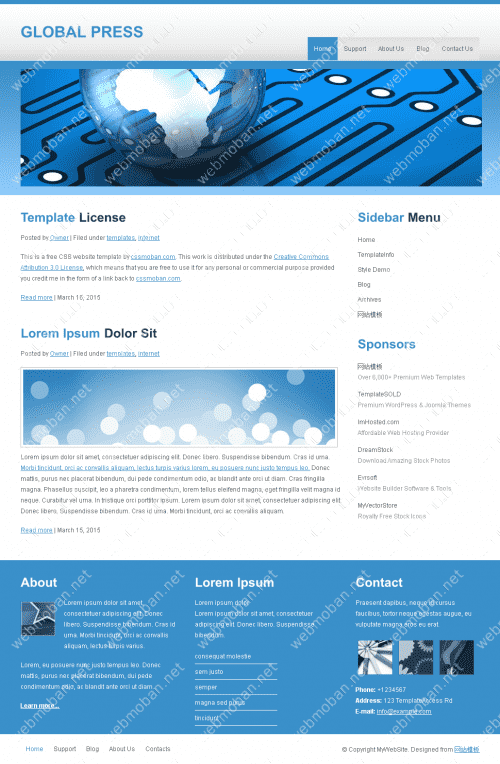 GLOBAL PRESS
Home Support About Us Blog Contact Us
Template License
Posted by Owner | Filed under templates, internet
This is a free CSS website template by cssmoban.com. This work is distributed under the Creative Commons
Attribution 3.0 License, which means that you are free to use it for any personal or commercial purpose provided
you credit me in the form of a link back to cssmoban.com.
Read more | March 16, 2015
Lorem Ipsum Dolor Sit
Posted by Owner | Filed under templates, internet
Lorem ipsum dolor sit amet, consectetuer adipiscing elit. Donec libero. Suspendisse bibendum. Cras id urna.
Morbi tincidunt, orci ac convallis aliquam, lectus turpis varius lorem, eu posuere nunc justo tempus leo. Donec
mattis, purus nec placerat bibendum, dui pede condimentum odio, ac blandit ante orci ut diam. Cras fringilla
magna. Phasellus suscipit, leo a pharetra condimentum, lorem tellus eleifend magna, eget fringilla velit magna id
neque. Curabitur vel urna. In tristique orci porttitor ipsum. Lorem ipsum dolor sit amet, consectetuer adipiscing elit.
Donec libero. Suspendisse bibendum. Cras id urna. Morbi tincidunt, orci ac convallis aliquam.
Read more | March 15, 2015
Sidebar Menu
Home
TemplateInfo
Style Demo
Blog
Archives
网站模板
Sponsors
网站模板
Over 6,000+ Premium Web Templates
TemplateSOLD
Premium WordPress & Joomla Themes
ImHosted.com
Affordable Web Hosting Provider
DreamStock
Download Amazing Stock Photos
Evrsoft
Website Builder Software & Tools
MyVectorStore
Royalty Free Stock Icons
About
Lorem ipsum dolor sit amet,
consectetuer adipiscing elit. Donec
libero. Suspendisse bibendum. Cras id
urna. Morbi tincidunt, orci ac convallis
aliquam, lectus turpis varius.
Lorem, eu posuere nunc justo tempus leo. Donec
mattis, purus nec placerat bibendum, dui pede
condimentum odio, ac blandit ante orci ut diam.
Learn more...
Lorem Ipsum
Lorem ipsum dolor
Lorem ipsum dolor sit amet, consectetuer
adipiscing elit. Donec libero. Suspendisse
bibendum.
consequat molestie
sem justo
semper
magna sed purus
tincidunt
Contact
Praesent dapibus, neque id cursus
faucibus, tortor neque egestas augue, eu
vulputate magna eros eu erat.
Phone: +1234567
Address: 123 TemplateAccess Rd
E-mail: info@example.com
Home Support Blog About Us Contacts
© Copyright MyWebSite. Designed from 网站模板
webmoban.net